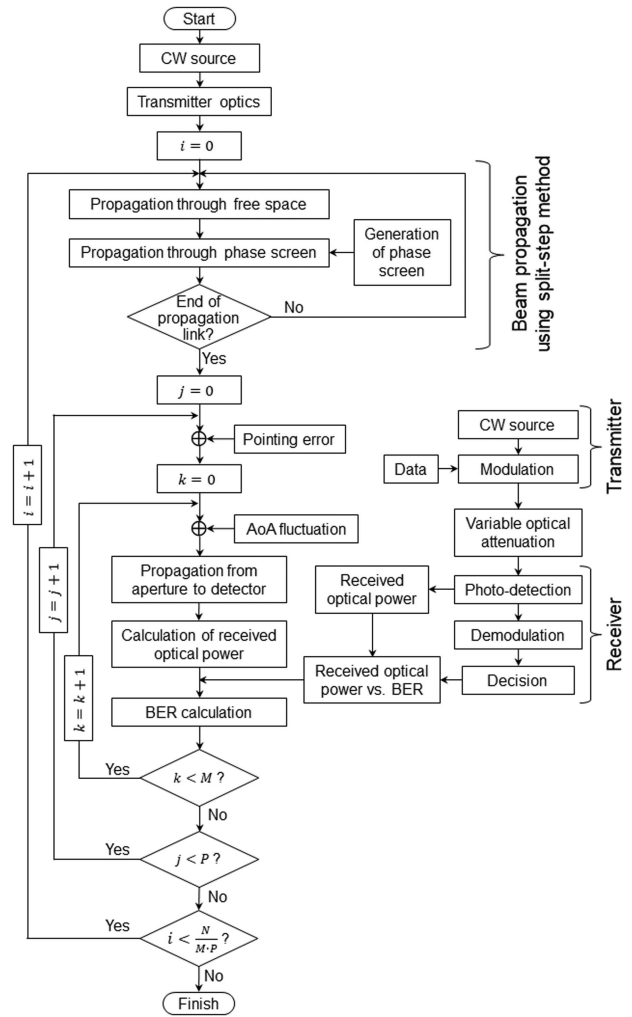 Start
CW source
Transmitter optics
i = 0
Propagation through free space
Propagation through phase screen
Generation
of phase
screen
End of
propagation
link?
No
Yes
Beam propagation
using split-step method
j = 0
Pointing error
k = 0
AoA fluctuation
Propagation from
aperture to detector
Calculation of received
optical power
BER calculation
k < M ?
Yes
No
j < P ?
Yes
No
i < N/(M·P) ?
Yes
No
Finish
i = i + 1
j = j + 1
k = k + 1
CW source
Data
Modulation
Transmitter
Variable optical
attenuation
Photo-detection
Demodulation
Decision
Receiver
Received
optical power
Received optical
power vs. BER